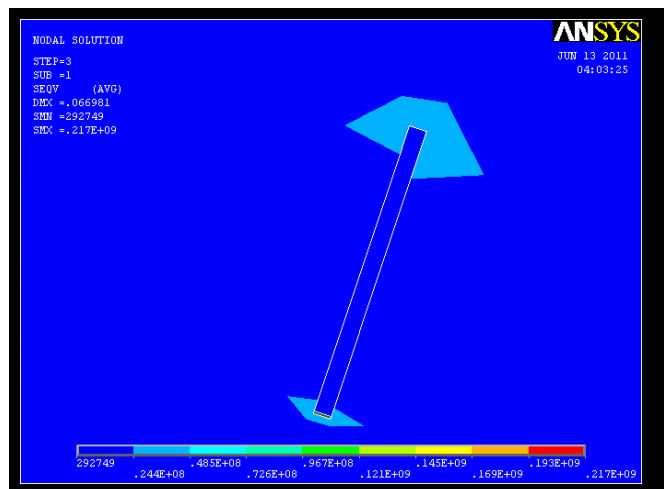 NODAL SOLUTION
ANSYS
STEP=3
SUB =1
SEQV (AVG)
DMX =.066981
SMN =292749
SMX =.217E+09
JUN 13 2011
04:03:25
292749 .244E+08 .485E+08 .726E+08 .967E+08 .121E+09 .145E+09 .169E+09 .193E+09 .217E+09